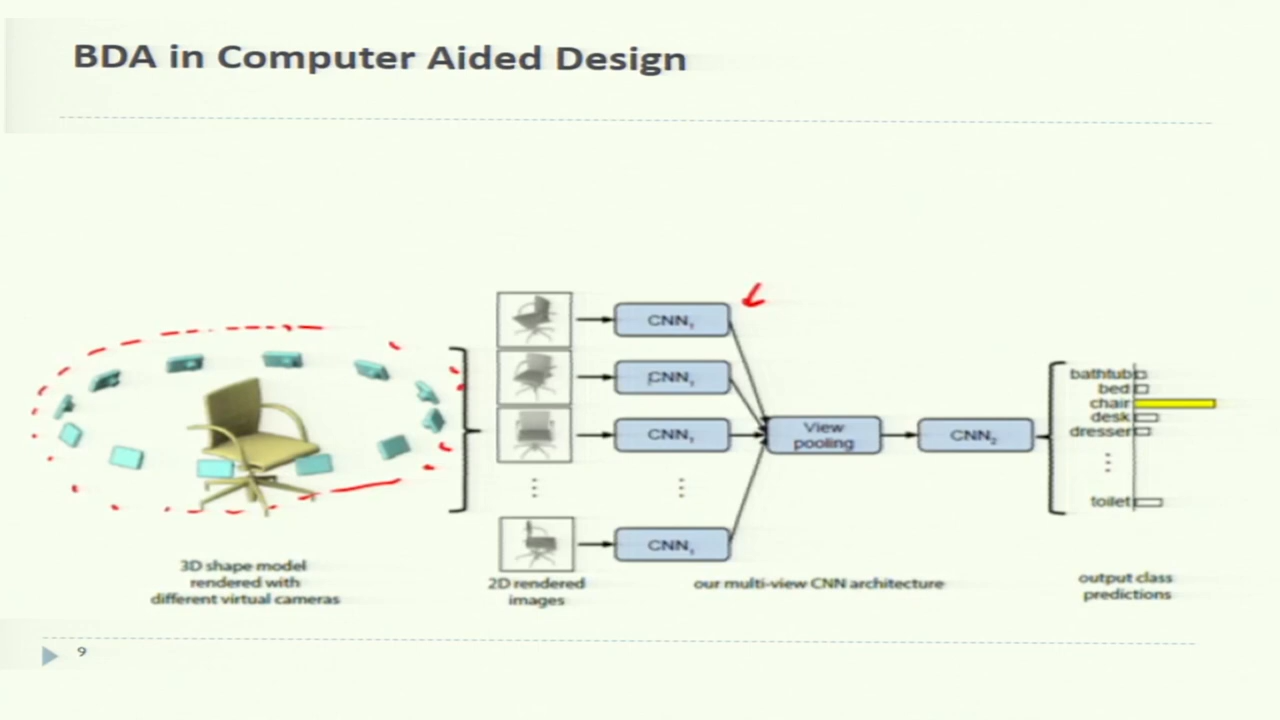 BDA in Computer Aided Design
CNN₁
CNN₁
CNN₁
CNN₁
View
pooling
CNN₂
bathtub
bed
chair
desk
dresser
toilet
3D shape model
rendered with
different virtual cameras
2D rendered
images
our multi-view CNN architecture
output class
predictions
9